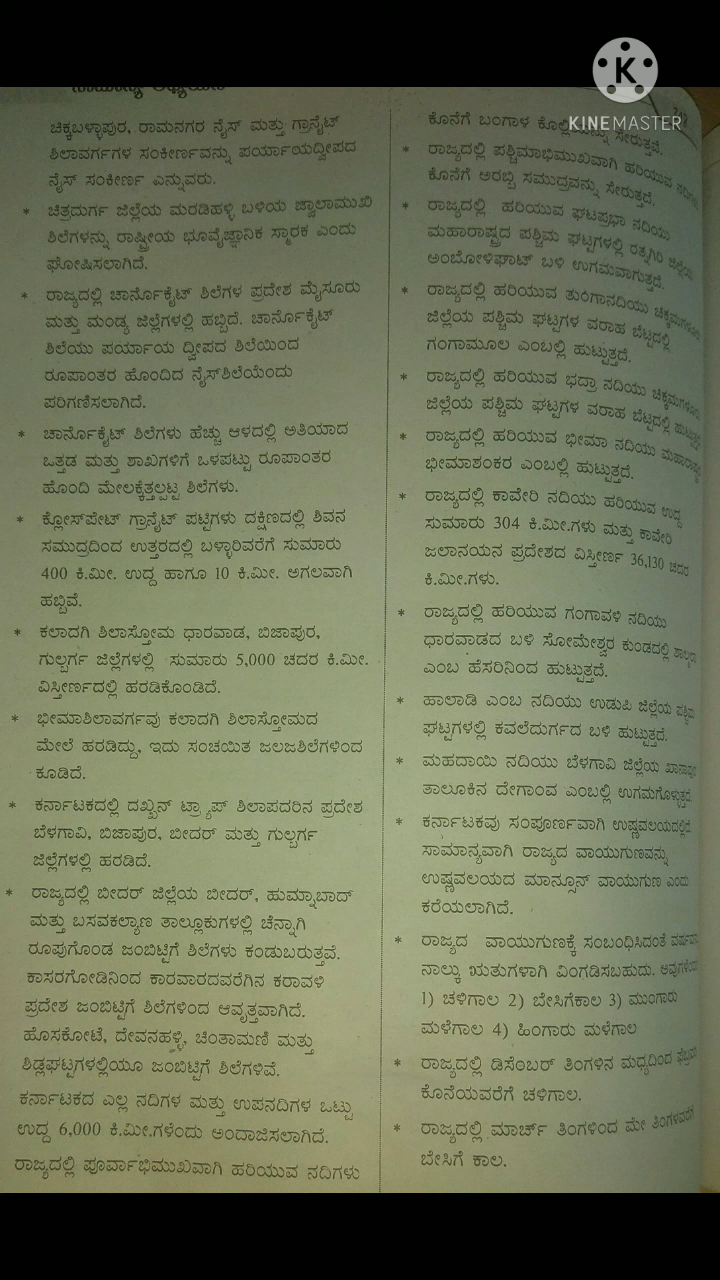 KINEMASTER
ಸಾಮಾನ್ಯ ಅಧ್ಯಯನ
ಚಿಕ್ಕಬಳ್ಳಾಪುರ, ರಾಮನಗರ ನೈಸ್ ಮತ್ತು ಗ್ರಾನೈಟ್
ಶಿಲಾವರ್ಗಗಳ ಸಂಕೀರ್ಣವನ್ನು ಪರ್ಯಾಯದ್ವೀಪದ
ನೈಸ್ ಸಂಕೀರ್ಣ ಎನ್ನುವರು.
* ಚಿತ್ರದುರ್ಗ ಜಿಲ್ಲೆಯ ಮರಡಿಹಳ್ಳಿ ಬಳಿಯ ಜ್ವಾಲಾಮುಖಿ
ಶಿಲೆಗಳನ್ನು ರಾಷ್ಟ್ರೀಯ ಭೂವೈಜ್ಞಾನಿಕ ಸ್ಮಾರಕ ಎಂದು
ಘೋಷಿಸಲಾಗಿದೆ.
* ರಾಜ್ಯದಲ್ಲಿ ಚಾರ್ನೊಕೈಟ್ ಶಿಲೆಗಳ ಪ್ರದೇಶ ಮೈಸೂರು
ಮತ್ತು ಮಂಡ್ಯ ಜಿಲ್ಲೆಗಳಲ್ಲಿ ಹಬ್ಬಿದೆ. ಚಾರ್ನೊಕೈಟ್
ಶಿಲೆಯು ಪರ್ಯಾಯ ದ್ವೀಪದ ಶಿಲೆಯಿಂದ
ರೂಪಾಂತರ ಹೊಂದಿದ ನೈಸ್‌ಶಿಲೆಯೆಂದು
ಪರಿಗಣಿಸಲಾಗಿದೆ.
* ಚಾರ್ನೊಕೈಟ್ ಶಿಲೆಗಳು ಹೆಚ್ಚು ಆಳದಲ್ಲಿ ಅತಿಯಾದ
ಒತ್ತಡ ಮತ್ತು ಶಾಖಗಳಿಗೆ ಒಳಪಟ್ಟು ರೂಪಾಂತರ
ಹೊಂದಿ ಮೇಲಕ್ಕೆತ್ತಲ್ಪಟ್ಟ ಶಿಲೆಗಳು.
* ಕ್ಲೋಸ್‌ಪೇಟ್ ಗ್ರಾನೈಟ್ ಪಟ್ಟಿಗಳು ದಕ್ಷಿಣದಲ್ಲಿ ಶಿವನ
ಸಮುದ್ರದಿಂದ ಉತ್ತರದಲ್ಲಿ ಬಳ್ಳಾರಿವರೆಗೆ ಸುಮಾರು
400 ಕಿ.ಮೀ. ಉದ್ದ ಹಾಗೂ 10 ಕಿ.ಮೀ. ಅಗಲವಾಗಿ
ಹಬ್ಬಿವೆ.
* ಕಲಾದಗಿ ಶಿಲಾಸ್ತೋಮ ಧಾರವಾಡ, ಬಿಜಾಪುರ,
ಗುಲ್ಬರ್ಗ ಜಿಲ್ಲೆಗಳಲ್ಲಿ ಸುಮಾರು 5,000 ಚದರ ಕಿ.ಮೀ.
ವಿಸ್ತೀರ್ಣದಲ್ಲಿ ಹರಡಿಕೊಂಡಿದೆ.
* ಭೀಮಾಶಿಲಾವರ್ಗವು ಕಲಾದಗಿ ಶಿಲಾಸ್ತೋಮದ
ಮೇಲೆ ಹರಡಿದ್ದು, ಇದು ಸಂಚಯಿತ ಜಲಜಶಿಲೆಗಳಿಂದ
ಕೂಡಿದೆ.
* ಕರ್ನಾಟಕದಲ್ಲಿ ದಖ್ಖನ್ ಟ್ರ್ಯಾಪ್ ಶಿಲಾಪದರಿನ ಪ್ರದೇಶ
ಬೆಳಗಾವಿ, ಬಿಜಾಪುರ, ಬೀದರ್ ಮತ್ತು ಗುಲ್ಬರ್ಗ
ಜಿಲ್ಲೆಗಳಲ್ಲಿ ಹರಡಿದೆ.
* ರಾಜ್ಯದಲ್ಲಿ ಬೀದರ್ ಜಿಲ್ಲೆಯ ಬೀದರ್, ಹುಮ್ನಾಬಾದ್
ಮತ್ತು ಬಸವಕಲ್ಯಾಣ ತಾಲ್ಲೂಕುಗಳಲ್ಲಿ ಚೆನ್ನಾಗಿ
ರೂಪುಗೊಂಡ ಜಂಬಿಟ್ಟಿಗೆ ಶಿಲೆಗಳು ಕಂಡುಬರುತ್ತವೆ.
ಕಾಸರಗೋಡಿನಿಂದ ಕಾರವಾರದವರೆಗಿನ ಕರಾವಳಿ
ಪ್ರದೇಶ ಜಂಬಿಟ್ಟಿಗೆ ಶಿಲೆಗಳಿಂದ ಆವೃತ್ತವಾಗಿದೆ.
ಹೊಸಕೋಟೆ, ದೇವನಹಳ್ಳಿ, ಚಿಂತಾಮಣಿ ಮತ್ತು
ಶಿಡ್ಲಘಟ್ಟಗಳಲ್ಲಿಯೂ ಜಂಬಿಟ್ಟಿಗೆ ಶಿಲೆಗಳಿವೆ.
ಕರ್ನಾಟಕದ ಎಲ್ಲ ನದಿಗಳ ಮತ್ತು ಉಪನದಿಗಳ ಒಟ್ಟು
ಉದ್ದ 6,000 ಕಿ.ಮೀ.ಗಳೆಂದು ಅಂದಾಜಿಸಲಾಗಿದೆ.
ರಾಜ್ಯದಲ್ಲಿ ಪೂರ್ವಾಭಿಮುಖವಾಗಿ ಹರಿಯುವ ನದಿಗಳು
ಕೊನೆಗೆ ಬಂಗಾಳ ಸೇರುತ್ತವೆ.
* ರಾಜ್ಯದಲ್ಲಿ ಪಶ್ಚಿಮಾಭಿಮುಖವಾಗಿ ಹರಿಯುವ ನದಿಗಳು
ಕೊನೆಗೆ ಅರಬ್ಬಿ ಸಮುದ್ರವನ್ನು ಸೇರುತ್ತದೆ.
* ರಾಜ್ಯದಲ್ಲಿ ಹರಿಯುವ ಘಟಪ್ರಭಾ ನದಿಯು
ಮಹಾರಾಷ್ಟ್ರದ ಪಶ್ಚಿಮ ಘಟ್ಟಗಳಲ್ಲಿ ರತ್ನಗಿರಿ ಜಿಲ್ಲೆಯ
ಅಂಬೋಳಿಘಾಟ್ ಬಳಿ ಉಗಮವಾಗುತ್ತದೆ.
* ರಾಜ್ಯದಲ್ಲಿ ಹರಿಯುವ ತುಂಗಾನದಿಯು
ಜಿಲ್ಲೆಯ ಪಶ್ಚಿಮ ಘಟ್ಟಗಳ ವರಾಹ ಬೆಟ್ಟದಲ್ಲಿ
ಗಂಗಾಮೂಲ ಎಂಬಲ್ಲಿ ಹುಟ್ಟುತ್ತದೆ.
* ರಾಜ್ಯದಲ್ಲಿ ಹರಿಯುವ ಭದ್ರಾ ನದಿಯು
ಜಿಲ್ಲೆಯ ಪಶ್ಚಿಮ ಘಟ್ಟಗಳ ವರಾಹ ಬೆಟ್ಟದಲ್ಲಿ
* ರಾಜ್ಯದಲ್ಲಿ ಹರಿಯುವ ಭೀಮಾ ನದಿಯು
ಭೀಮಾಶಂಕರ ಎಂಬಲ್ಲಿ ಹುಟ್ಟುತ್ತದೆ.
* ರಾಜ್ಯದಲ್ಲಿ ಕಾವೇರಿ ನದಿಯು ಹರಿಯುವ ಉದ್ದ
ಸುಮಾರು 304 ಕಿ.ಮೀ.ಗಳು ಮತ್ತು ಕಾವೇರಿ
ಜಲಾನಯನ ಪ್ರದೇಶದ ವಿಸ್ತೀರ್ಣ 36,130 ಚದರ
ಕಿ.ಮೀ.ಗಳು.
* ರಾಜ್ಯದಲ್ಲಿ ಹರಿಯುವ ಗಂಗಾವಳಿ ನದಿಯು
ಧಾರವಾಡದ ಬಳಿ ಸೋಮೇಶ್ವರ ಕುಂಡದಲ್ಲಿ
ಎಂಬ ಹೆಸರಿನಿಂದ ಹುಟ್ಟುತ್ತದೆ.
* ಹಾಲಾಡಿ ಎಂಬ ನದಿಯು ಉಡುಪಿ ಜಿಲ್ಲೆಯ ಪಶ್ಚಿಮ
ಘಟ್ಟಗಳಲ್ಲಿ ಕವಲೆದುರ್ಗದ ಬಳಿ ಹುಟ್ಟುತ್ತದೆ.
* ಮಹದಾಯಿ ನದಿಯು ಬೆಳಗಾವಿ ಜಿಲ್ಲೆಯ ಖಾನಾಪುರ
ತಾಲೂಕಿನ ದೇಗಾಂವ ಎಂಬಲ್ಲಿ ಉಗಮಗೊಳ್ಳುತ್ತದೆ.
* ಕರ್ನಾಟಕವು ಸಂಪೂರ್ಣವಾಗಿ ಉಷ್ಣವಲಯದಲ್ಲಿದೆ.
ಸಾಮಾನ್ಯವಾಗಿ ರಾಜ್ಯದ ವಾಯುಗುಣವನ್ನು
ಉಷ್ಣವಲಯದ ಮಾನ್ಸೂನ್ ವಾಯುಗುಣ ಎಂದು
ಕರೆಯಲಾಗಿದೆ.
* ರಾಜ್ಯದ ವಾಯುಗುಣಕ್ಕೆ ಸಂಬಂಧಿಸಿದಂತೆ
ನಾಲ್ಕು ಋತುಗಳಾಗಿ ವಿಂಗಡಿಸಬಹುದು. ಅವುಗಳೆಂದರೆ
1) ಚಳಿಗಾಲ 2) ಬೇಸಿಗೆಕಾಲ 3) ಮುಂಗಾರು
ಮಳೆಗಾಲ 4) ಹಿಂಗಾರು ಮಳೆಗಾಲ
* ರಾಜ್ಯದಲ್ಲಿ ಡಿಸೆಂಬರ್ ತಿಂಗಳಿನ ಮಧ್ಯದಿಂದ
ಕೊನೆಯವರೆಗೆ ಚಳಿಗಾಲ.
* ರಾಜ್ಯದಲ್ಲಿ ಮಾರ್ಚ್ ತಿಂಗಳಿಂದ ಮೇ ತಿಂಗಳವರೆಗೆ
ಬೇಸಿಗೆ ಕಾಲ.